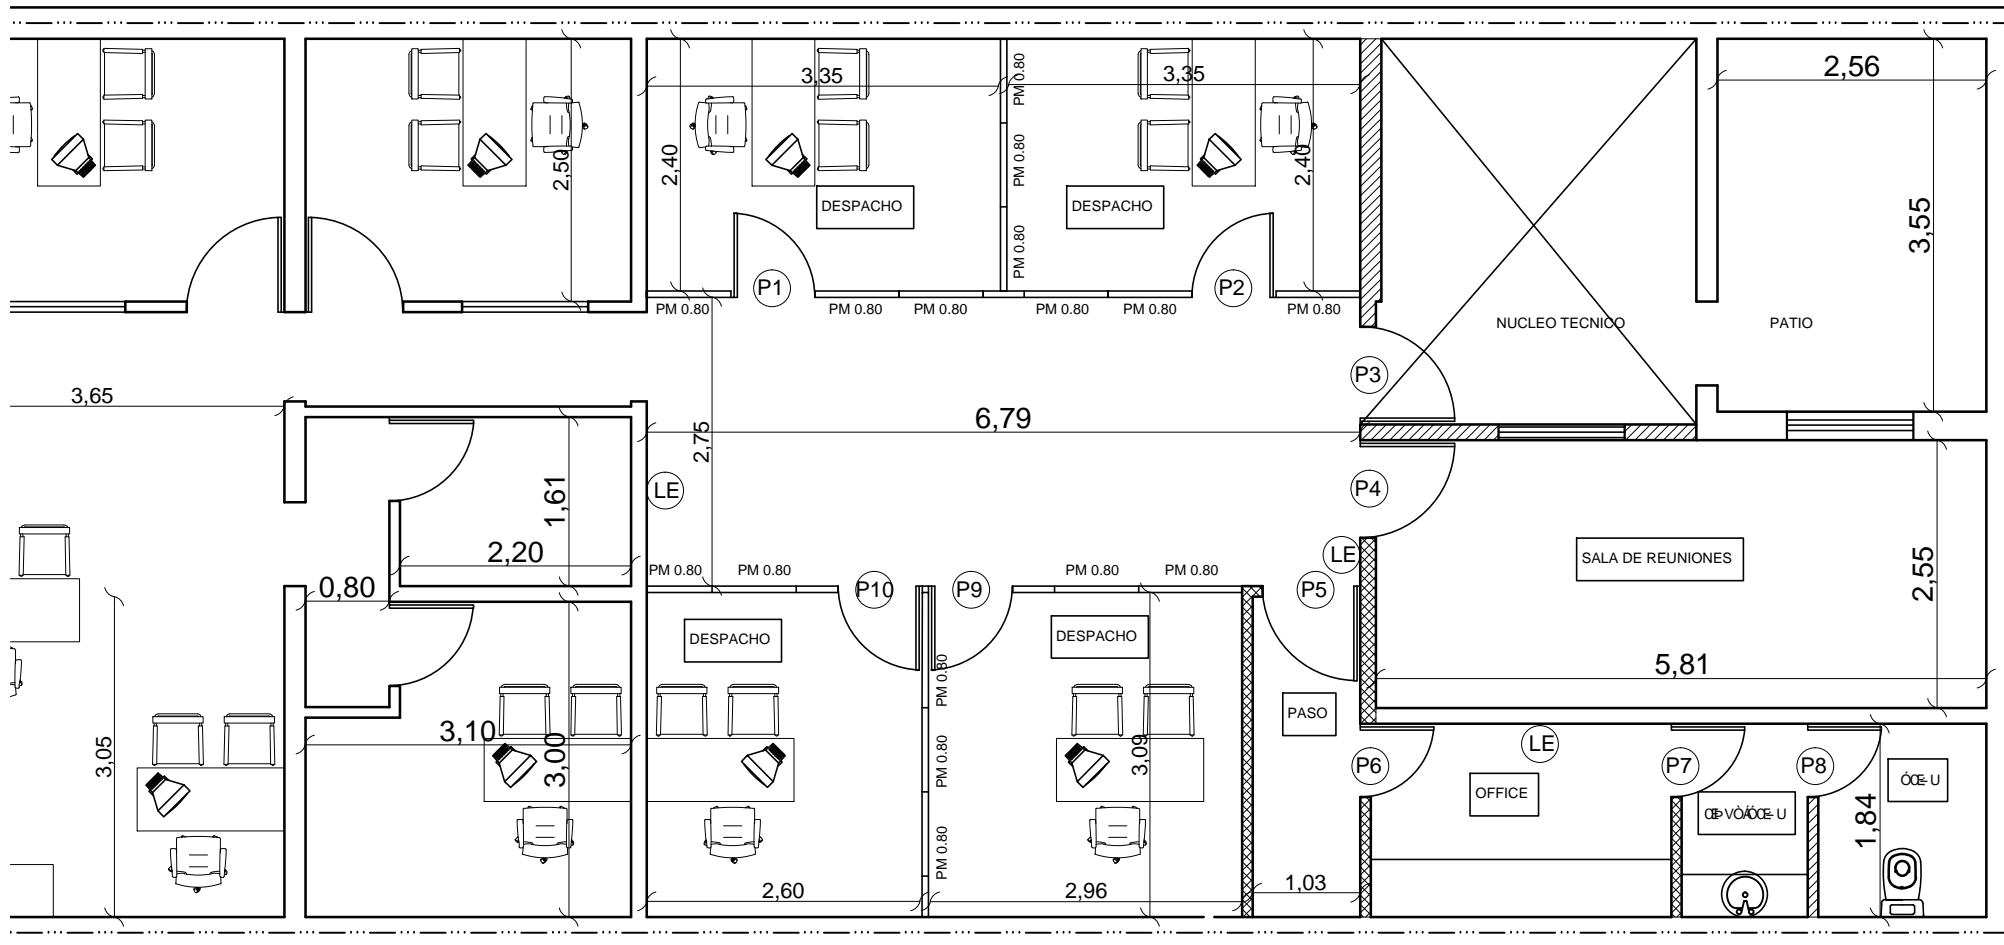 3,35
3,35
2,56
PM 0.80
PM 0.80
PM 0.80
2,50
2,40
2,40
DESPACHO
DESPACHO
3,55
P1
P2
PM 0.80
PM 0.80
PM 0.80
PM 0.80
PM 0.80
PM 0.80
NUCLEO TECNICO
PATIO
P3
3,65
6,79
2,75
LE
P4
1,61
2,20
LE
SALA DE REUNIONES
2,55
0,80
PM 0.80
PM 0.80
PM 0.80
PM 0.80
P10
P9
P5
DESPACHO
DESPACHO
5,81
PM 0.80
PM 0.80
PM 0.80
PASO
3,05
3,10
3,00
3,09
LE
P6
P7
P8
OFFICE
ÓŒ-U
1,84
2,60
2,96
1,03